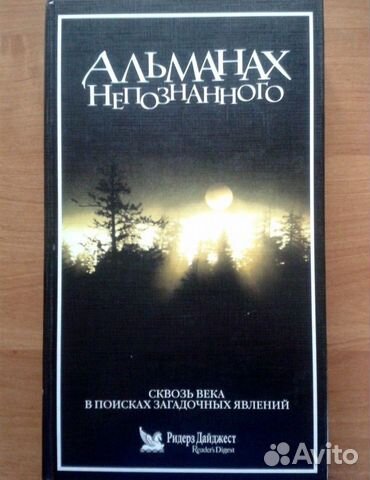 Альманах
Непознанного
СКВОЗЬ ВЕКА
В ПОИСКАХ ЗАГАДОЧНЫХ ЯВЛЕНИЙ
Ридерз Дайджест
Reader's Digest
Avito